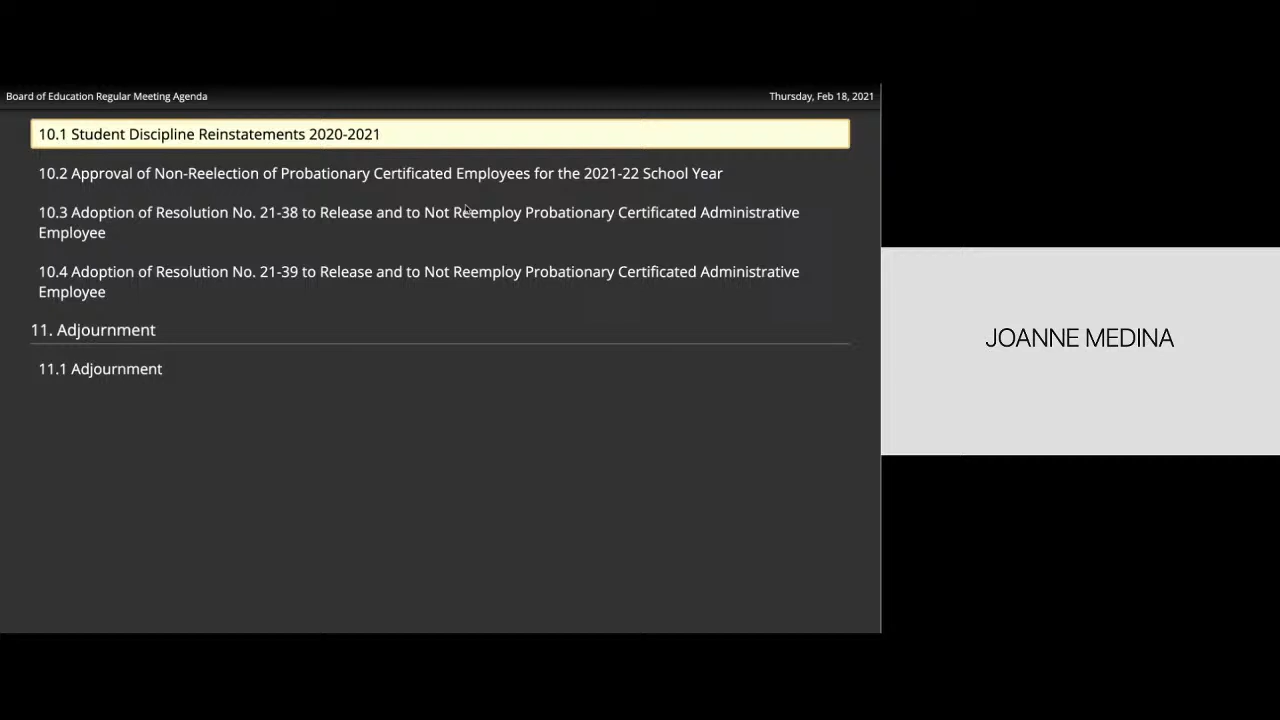 Board of Education Regular Meeting Agenda
Thursday, Feb 18, 2021
10.1 Student Discipline Reinstatements 2020-2021
10.2 Approval of Non-Reelection of Probationary Certificated Employees for the 2021-22 School Year
10.3 Adoption of Resolution No. 21-38 to Release and to Not Reemploy Probationary Certificated Administrative
Employee
10.4 Adoption of Resolution No. 21-39 to Release and to Not Reemploy Probationary Certificated Administrative
Employee
11. Adjournment
11.1 Adjournment
JOANNE MEDINA